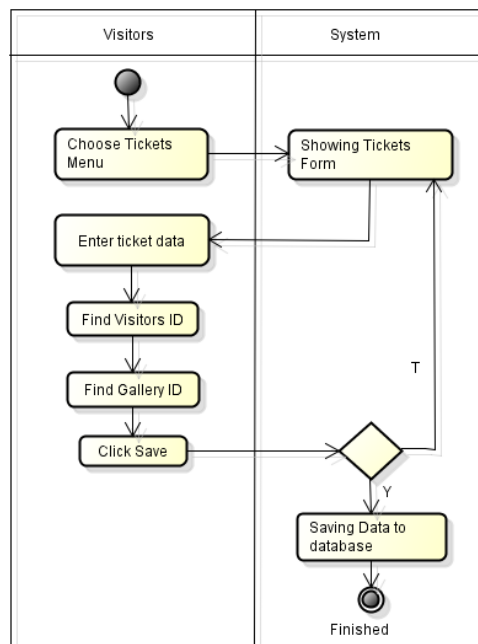 Visitors
System
Choose Tickets
Menu
Showing Tickets
Form
Enter ticket data
Find Visitors ID
Find Gallery ID
T
Click Save
Y
Saving Data to
database
Finished